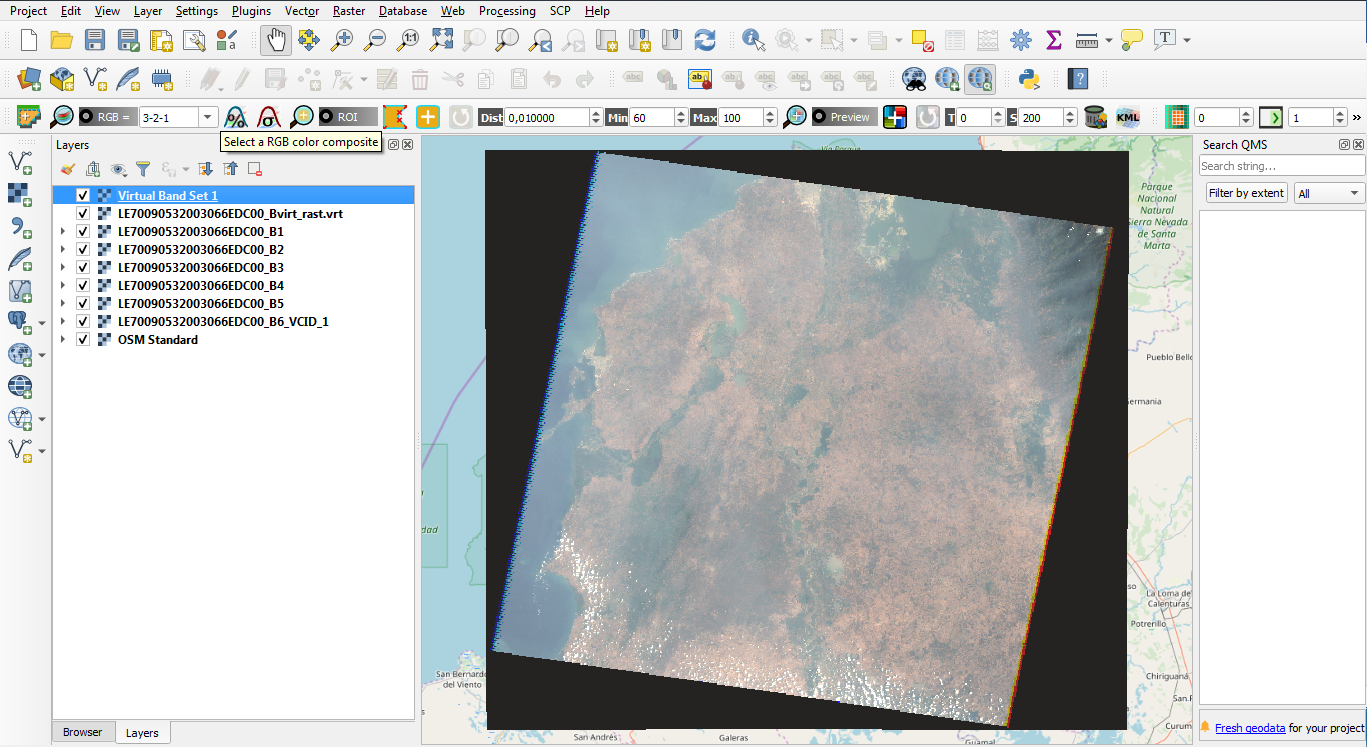 Project Edit View Layer Settings Plugins Vector Raster Database Web Processing SCP Help
RGB = 3-2-1 ROI Dist 0,010000 Min 60 Max 100 Preview T 0 S 200 KML 0 1 »
Select a RGB color composite
Layers
Virtual Band Set 1
LE70090532003066EDC00_Bvirt_rast.vrt
LE70090532003066EDC00_B1
LE70090532003066EDC00_B2
LE70090532003066EDC00_B3
LE70090532003066EDC00_B4
LE70090532003066EDC00_B5
LE70090532003066EDC00_B6_VCID_1
OSM Standard
Browser Layers
Vía Parque
Parque
Nacional
Natural
Sierra Nevada
de Santa
Marta
Pueblo Bello
Germania
dad
San Bernardo
del Viento
San Andrés
Galeras
Guamal
La Loma de
Calenturas
Potrerillo
Chiriguaná
Curum
Search QMS
Search string...
Filter by extent All
Fresh geodata for your project